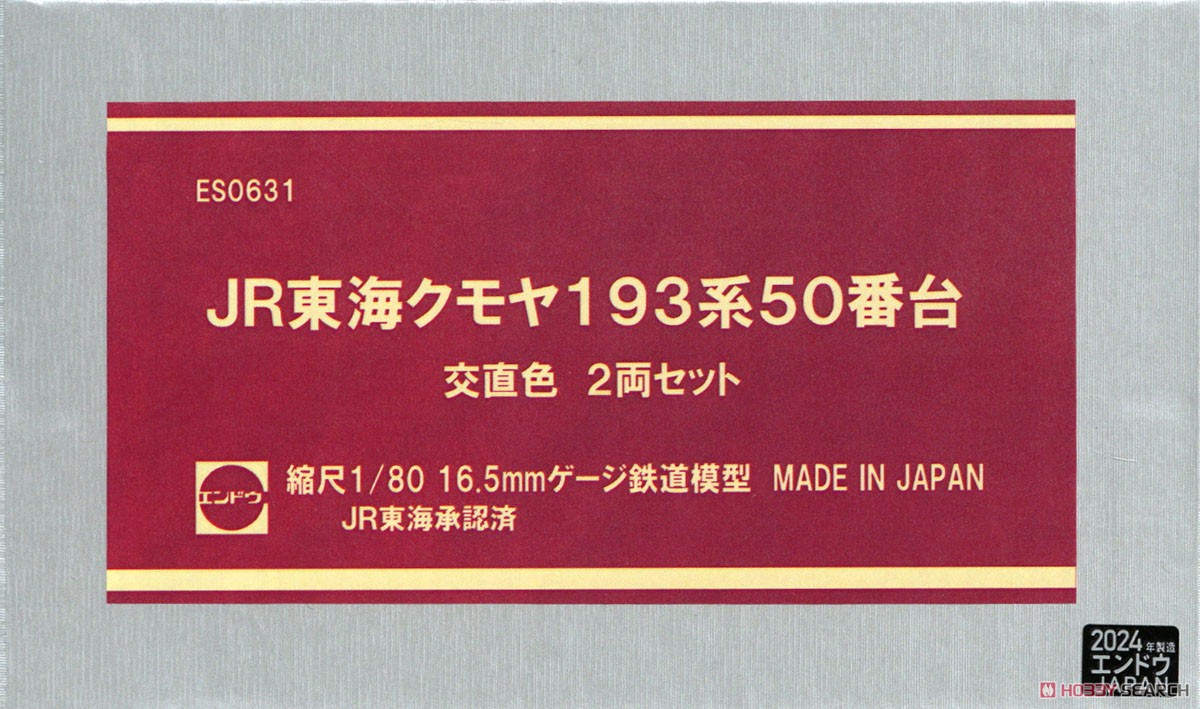 ES0631
JR東海クモヤ193系50番台
交直色 2両セット
エンドウ
縮尺1/80 16.5mmゲージ鉄道模型 MADE IN JAPAN
JR東海承認済
2024年製造
エンドウ
JAPAN
HOBBY SEARCH